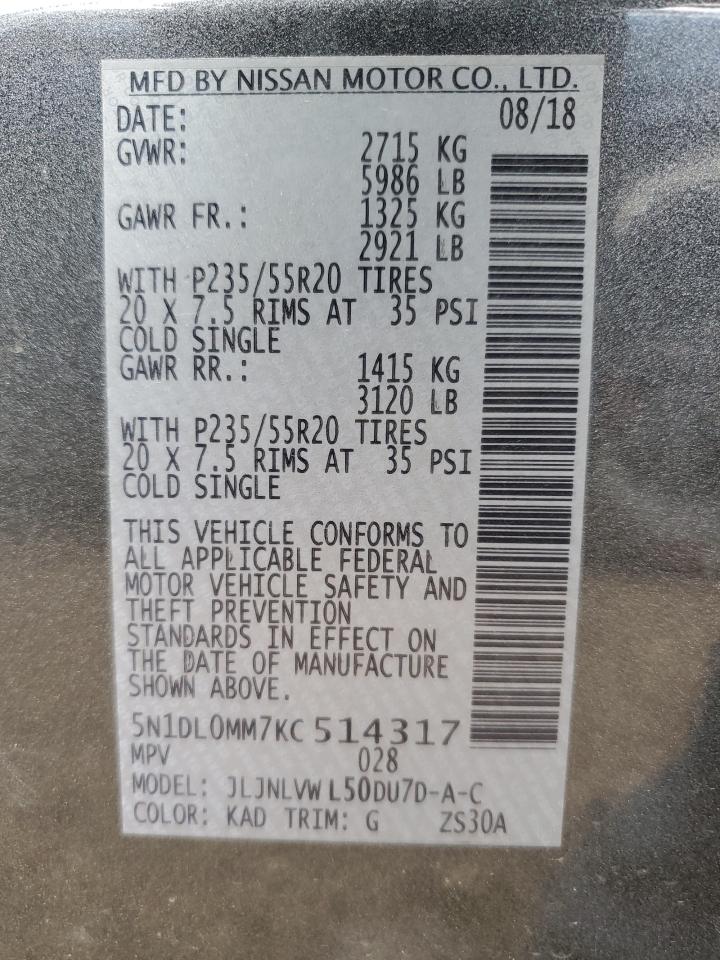 MFD BY NISSAN MOTOR CO., LTD.
DATE: 08/18
GVWR: 2715 KG
5986 LB
GAWR FR.: 1325 KG
2921 LB
WITH P235/55R20 TIRES
20 X 7.5 RIMS AT 35 PSI
COLD SINGLE
GAWR RR.: 1415 KG
3120 LB
WITH P235/55R20 TIRES
20 X 7.5 RIMS AT 35 PSI
COLD SINGLE
THIS VEHICLE CONFORMS TO
ALL APPLICABLE FEDERAL
MOTOR VEHICLE SAFETY AND
THEFT PREVENTION
STANDARDS IN EFFECT ON
THE DATE OF MANUFACTURE
SHOWN ABOVE.
5N1DL0MM7KC514317
MPV 028
MODEL: JLJNLVW L50DU7D-A-C
COLOR: KAD TRIM: G ZS30A